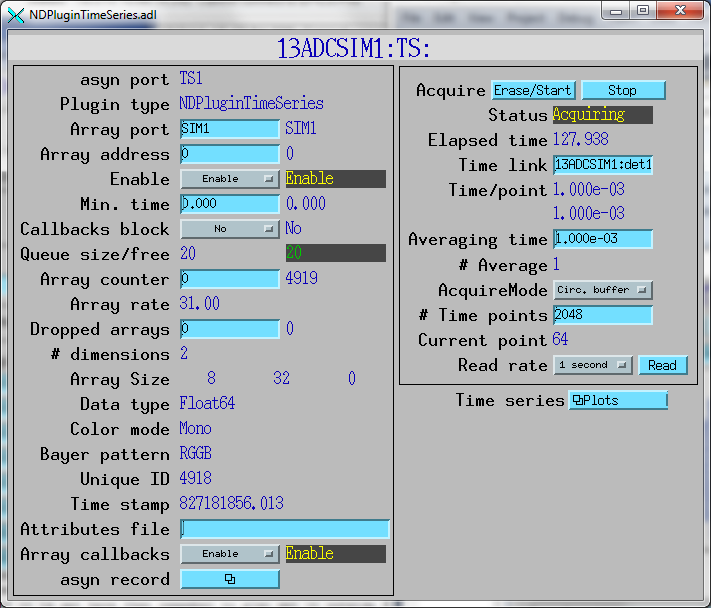 NDPluginTimeSeries.adl
13ADCSIM1:TS:
asyn port TS1
Plugin type NDPluginTimeSeries
Array port SIM1 SIM1
Array address 0 0
Enable Enable Enable
Min. time 0.000 0.000
Callbacks block No No
Queue size/free 20 20
Array counter 0 4919
Array rate 31.00
Dropped arrays 0 0
# dimensions 2
Array Size 8 32 0
Data type Float64
Color mode Mono
Bayer pattern RGGB
Unique ID 4918
Time stamp 827181856.013
Attributes file
Array callbacks Enable Enable
asyn record
Acquire Erase/Start Stop
Status Acquiring
Elapsed time 127.938
Time link 13ADCSIM1:det1
Time/point 1.000e-03
1.000e-03
Averaging time 1.000e-03
# Average 1
AcquireMode Circ. buffer
# Time points 2048
Current point 64
Read rate 1 second Read
Time series Plots